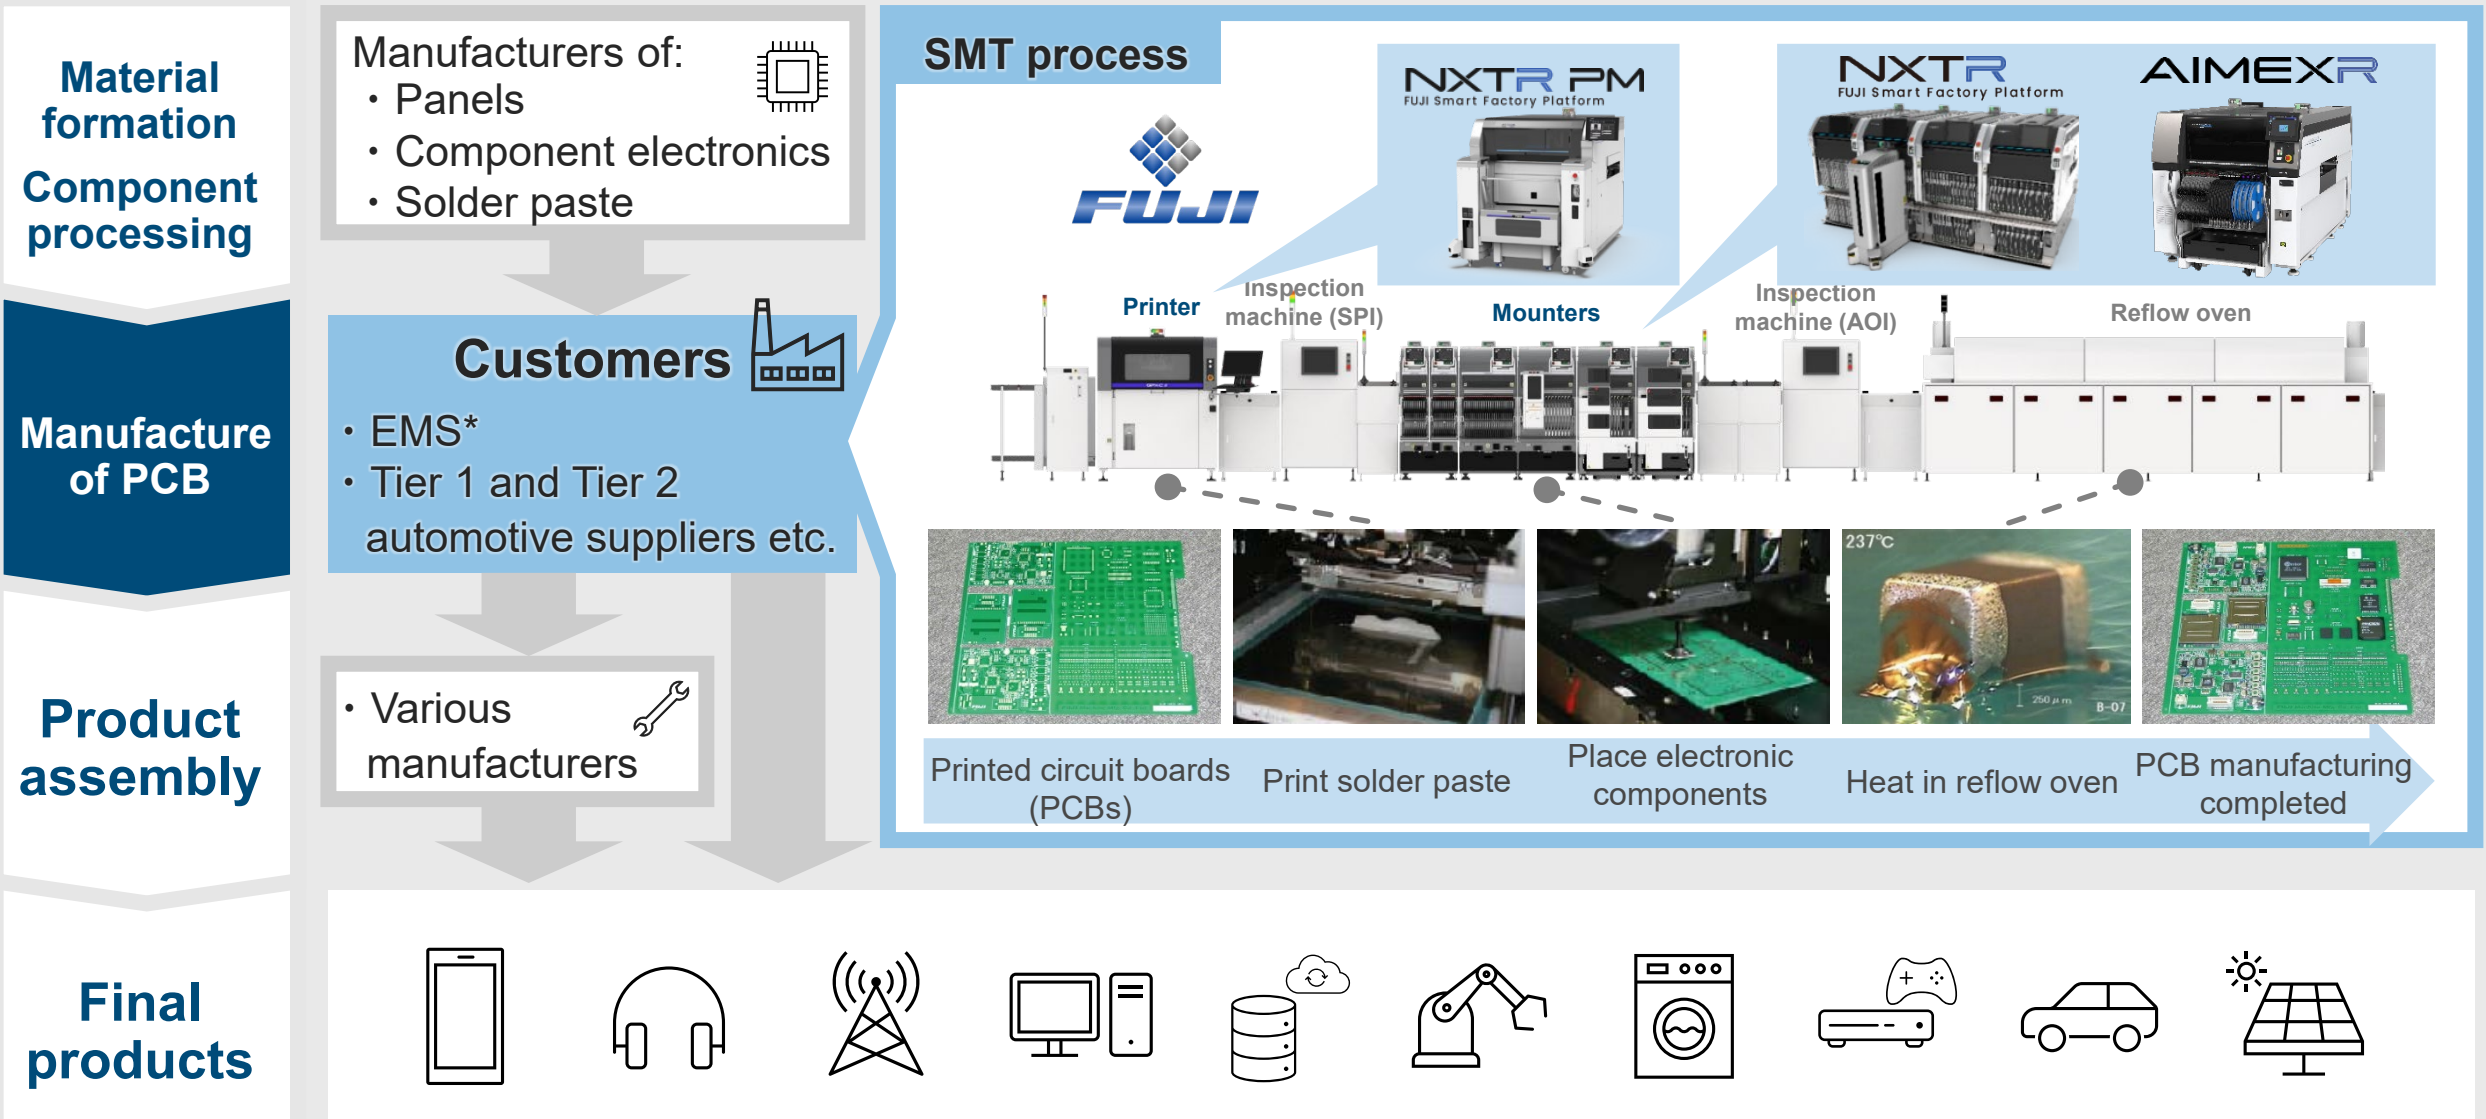 Material
formation
Component
processing
Manufacture
of PCB
Product
assembly
Final
products
Manufacturers of:
・Panels
・Component electronics
・Solder paste
Customers
・EMS*
・Tier 1 and Tier 2
automotive suppliers etc.
・Various
manufacturers
SMT process
FUJI
NXTR PM
FUJI Smart Factory Platform
NXTR
FUJI Smart Factory Platform
AIMEXR
Printer
Inspection
machine (SPI)
Mounters
Inspection
machine (AOI)
Reflow oven
237°C
250 μm
B-07
Printed circuit boards
(PCBs)
Print solder paste
Place electronic
components
Heat in reflow oven
PCB manufacturing
completed